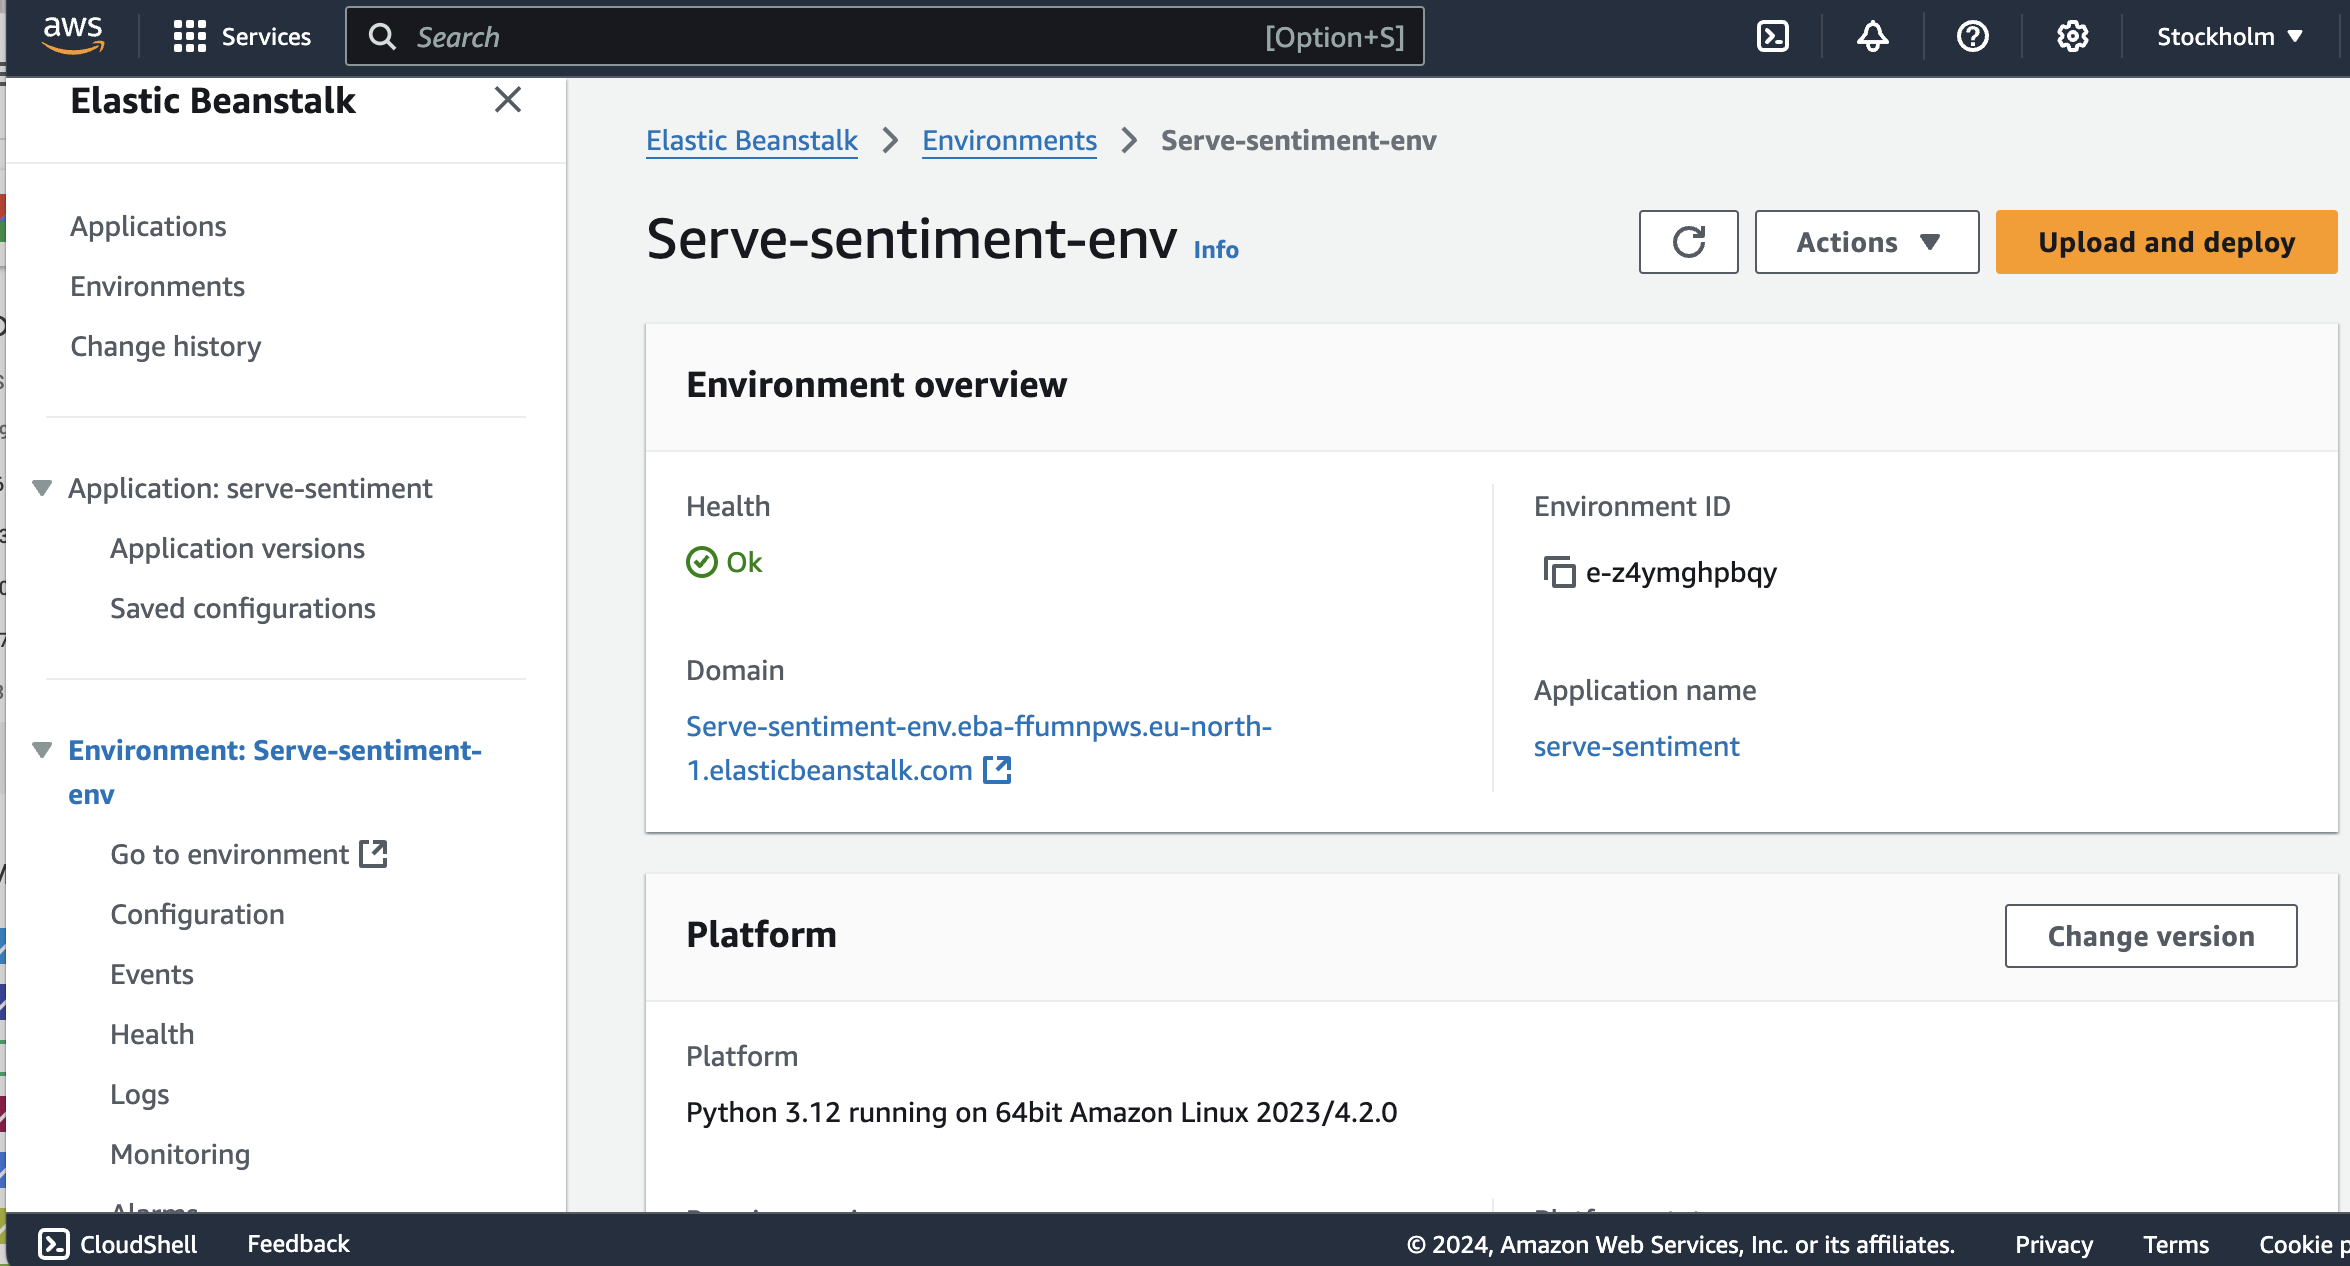 aws
Services
Search
[Option+S]
Stockholm
Elastic Beanstalk
Applications
Environments
Change history
Application: serve-sentiment
Application versions
Saved configurations
Environment: Serve-sentiment-
env
Go to environment
Configuration
Events
Health
Logs
Monitoring
Alarms
Elastic Beanstalk
Environments
Serve-sentiment-env
Serve-sentiment-env Info
Actions
Upload and deploy
Environment overview
Health
Ok
Domain
Serve-sentiment-env.eba-ffumnpws.eu-north-
1.elasticbeanstalk.com
Environment ID
e-z4ymghpbqy
Application name
serve-sentiment
Platform
Change version
Platform
Python 3.12 running on 64bit Amazon Linux 2023/4.2.0
CloudShell
Feedback
© 2024, Amazon Web Services, Inc. or its affiliates.
Privacy
Terms
Cookie